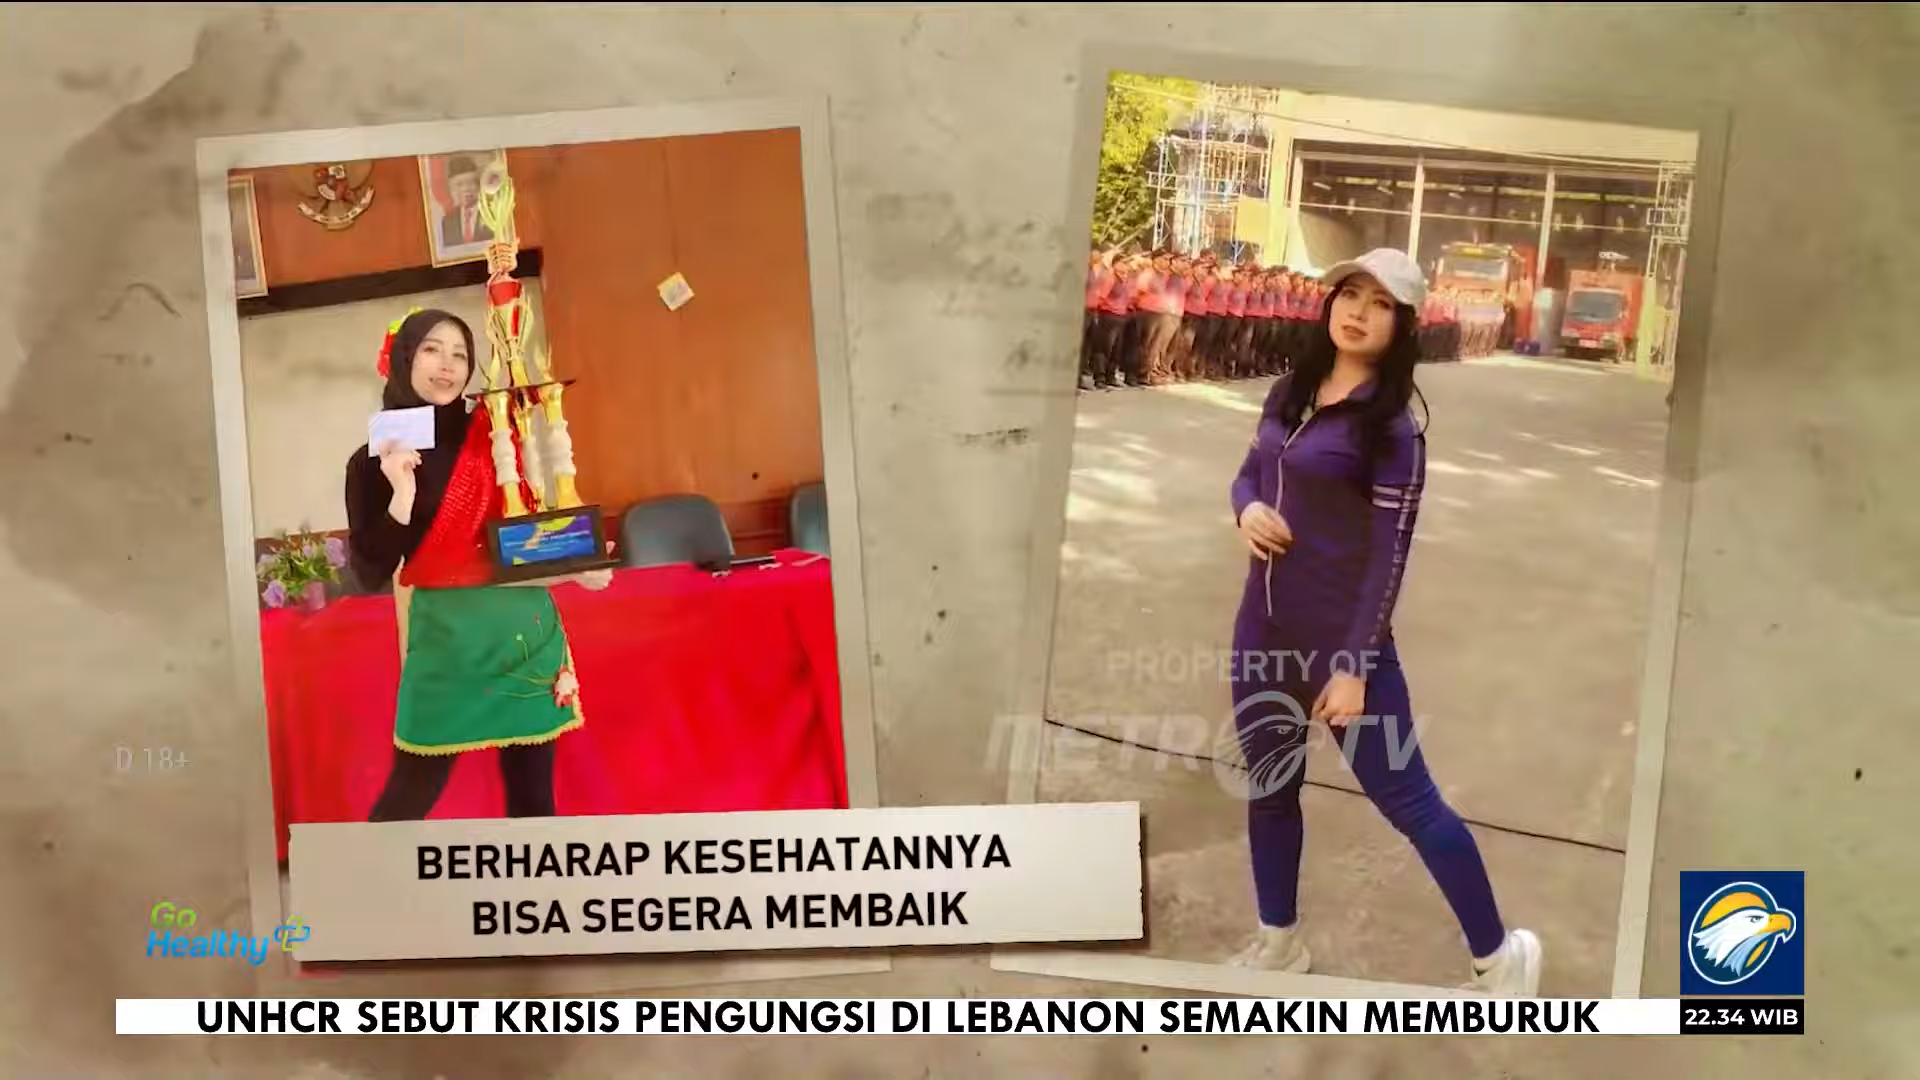 PROPERTY OF
METRO TV
D 18+
BERHARAP KESEHATANNYA
BISA SEGERA MEMBAIK
Go
Healthy
UNHCR SEBUT KRISIS PENGUNGSI DI LEBANON SEMAKIN MEMBURUK
22.34 WIB